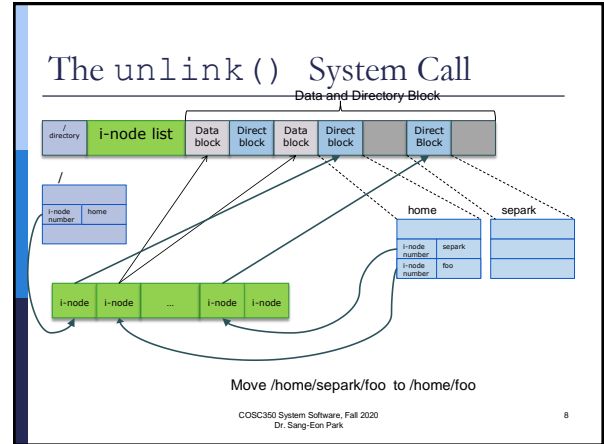 The unlink() System Call
Data and Directory Block
/
directory
i-node list
Data
block
Direct
block
Data
block
Direct
block
Direct
Block
/
i-node
number
home
home
separk
i-node
number
separk
i-node
number
foo
i-node
i-node
...
i-node
i-node
Move /home/separk/foo to /home/foo
COSC350 System Software, Fall 2020
Dr. Sang-Eon Park
8